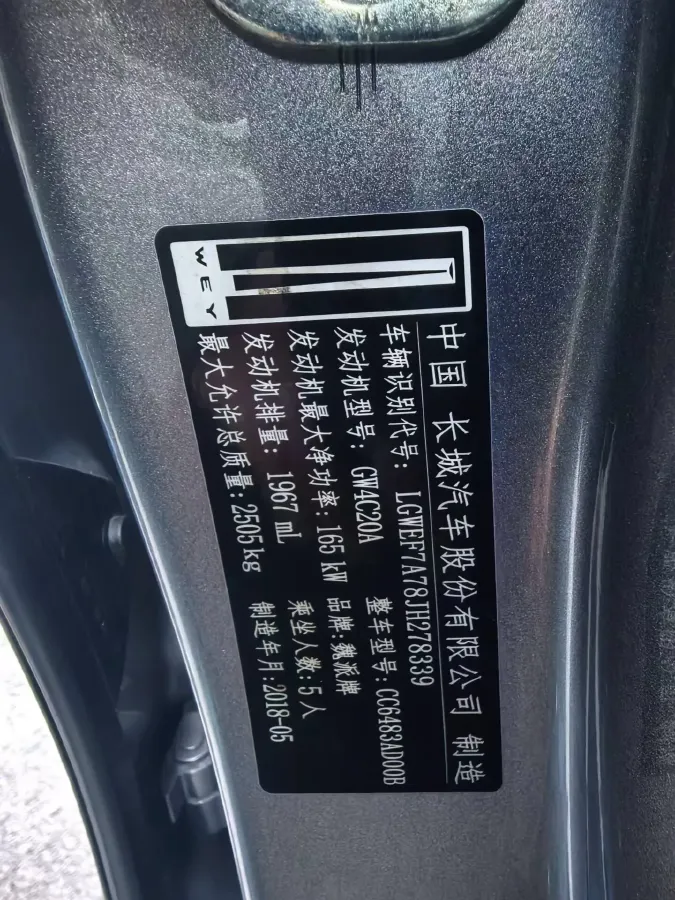 WEY
中国 长城汽车股份有限公司 制造
车辆识别代号: LGWEF7A78JH278339
发动机型号: GW4C20A 整车型号: CC6483AD00B
发动机最大净功率: 165 kW 品牌: 魏派牌
发动机排量: 1967 mL 乘坐人数: 5 人
最大允许总质量: 2505 kg 制造年月: 2018-05